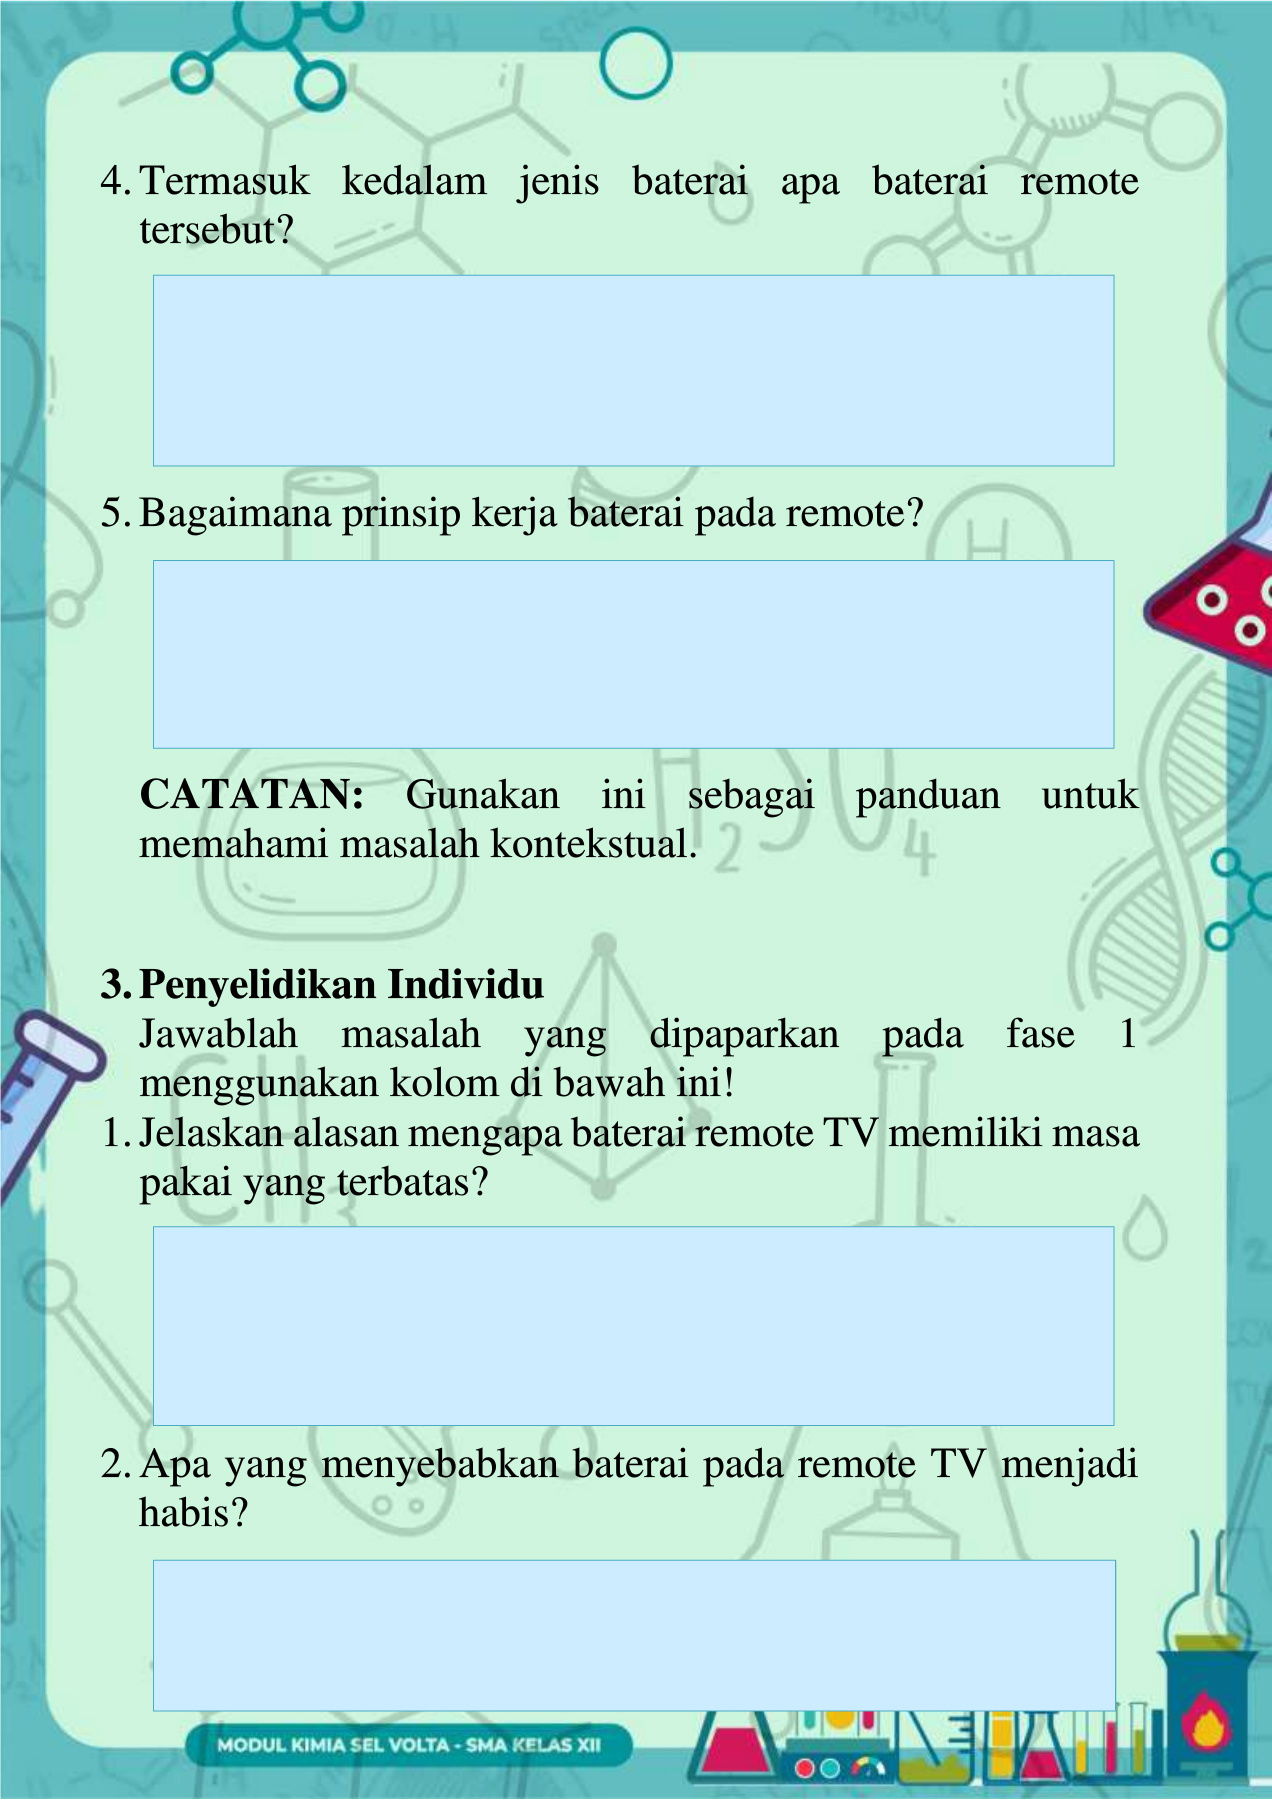 4. Termasuk kedalam jenis baterai apa baterai remote
tersebut?
5. Bagaimana prinsip kerja baterai pada remote?
CATATAN: Gunakan ini sebagai panduan untuk
memahami masalah kontekstual.
H2SO4
3. Penyelidikan Individu
Jawablah masalah yang dipaparkan pada fase 1
menggunakan kolom di bawah ini!
1. Jelaskan alasan mengapa baterai remote TV memiliki masa
pakai yang terbatas?
CH3
2. Apa yang menyebabkan baterai pada remote TV menjadi
habis?
MODUL KIMIA SEL VOLTA - SMA KELAS XII